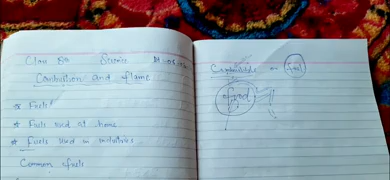 Class 8th Science
Combustion and flame
Fuels
* Fuels used at home
* Fuels used in industries
Common fuels
Combustible fuel
food